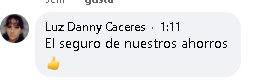 Luz Danny Caceres · 1:11
El seguro de nuestros ahorros
👍